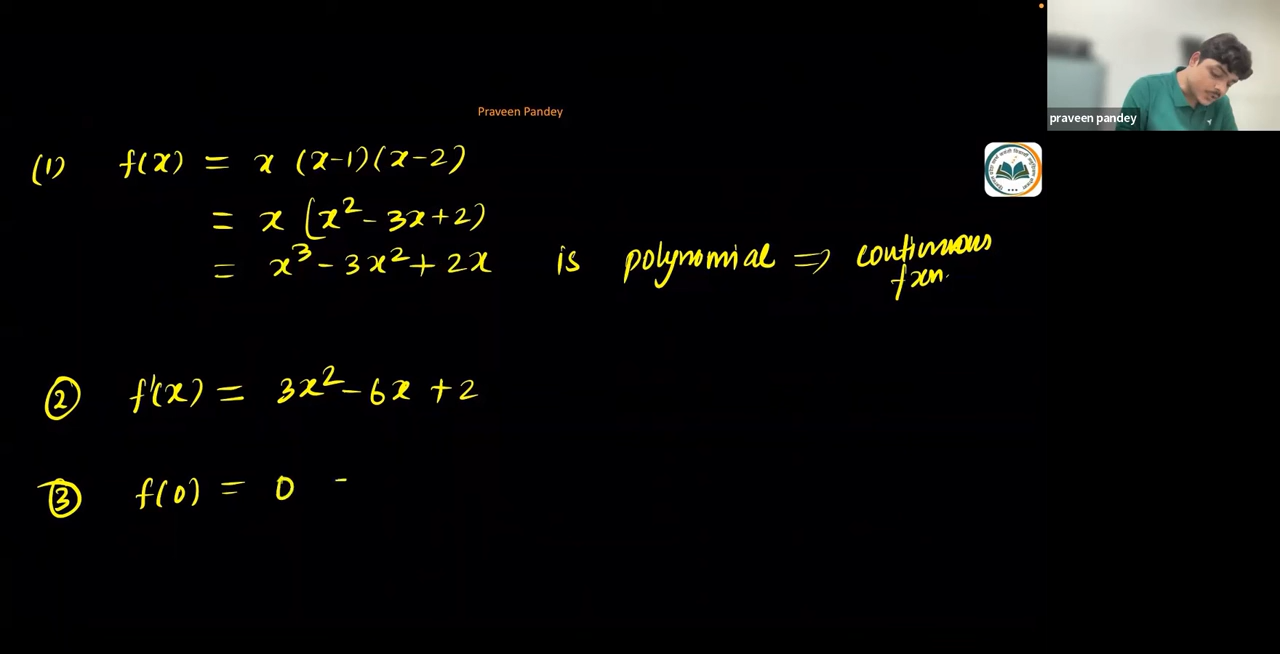 Praveen Pandey
praveen pandey
(1) f(x) = x (x-1)(x-2)
= x (x² - 3x+2)
= x³ - 3x² + 2x is polynomial ⇒ continuous
fxn.
② f'(x) = 3x² - 6x + 2
③ f(0) = 0 -